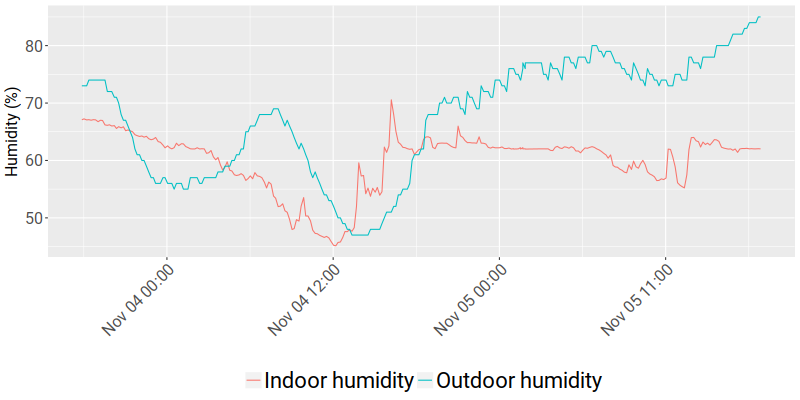 Humidity (%)
80
70
60
50
Nov 04 00:00
Nov 04 12:00
Nov 05 00:00
Nov 05 11:00
Indoor humidity
Outdoor humidity